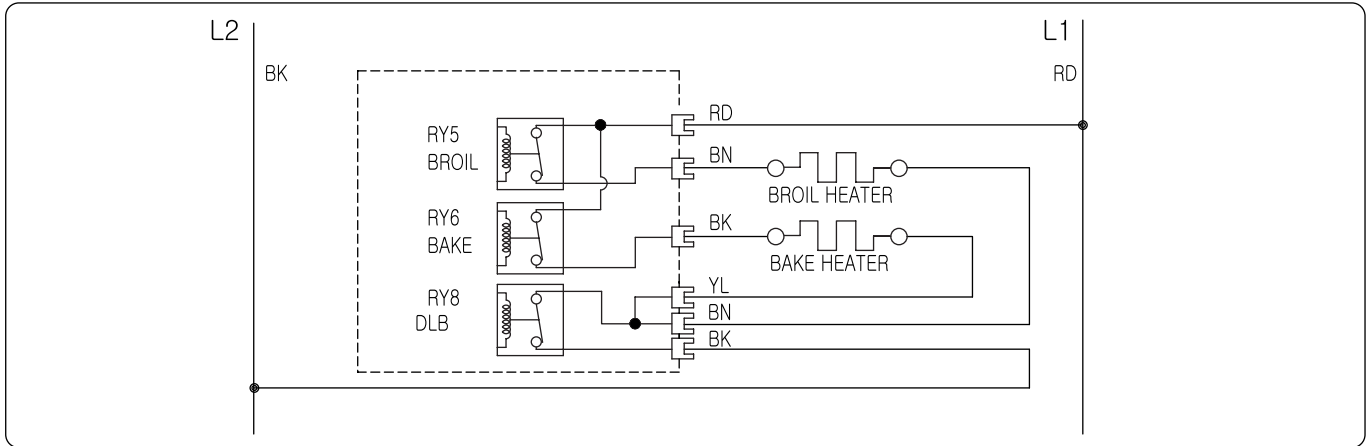 L2
L1
BK
RD
RD
RY5
BROIL
BN
BROIL HEATER
RY6
BAKE
BK
BAKE HEATER
YL
RY8
DLB
BN
BK